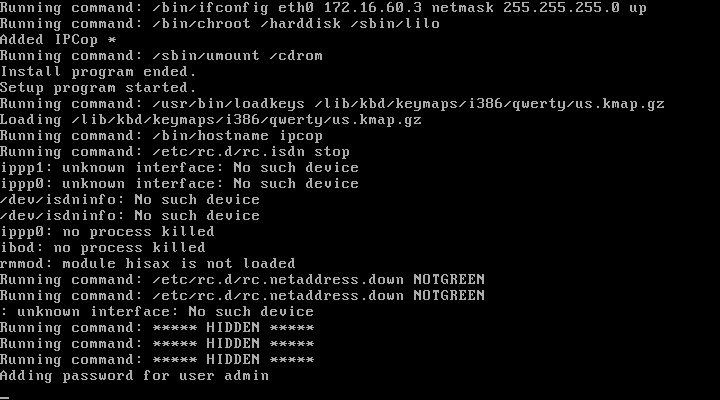 Running command: /bin/ifconfig eth0 172.16.60.3 netmask 255.255.255.0 up
Running command: /bin/chroot /harddisk /sbin/lilo
Added IPCop *
Running command: /sbin/umount /cdrom
Install program ended.
Setup program started.
Running command: /usr/bin/loadkeys /lib/kbd/keymaps/i386/qwerty/us.kmap.gz
Loading /lib/kbd/keymaps/i386/qwerty/us.kmap.gz
Running command: /bin/hostname ipcop
Running command: /etc/rc.d/rc.isdn stop
ippp1: unknown interface: No such device
ippp0: unknown interface: No such device
/dev/isdninfo: No such device
/dev/isdninfo: No such device
ippp0: no process killed
ibod: no process killed
rmmod: module hisax is not loaded
Running command: /etc/rc.d/rc.netaddress.down NOTGREEN
Running command: /etc/rc.d/rc.netaddress.down NOTGREEN
: unknown interface: No such device
Running command: ***** HIDDEN *****
Running command: ***** HIDDEN *****
Running command: ***** HIDDEN *****
Adding password for user admin